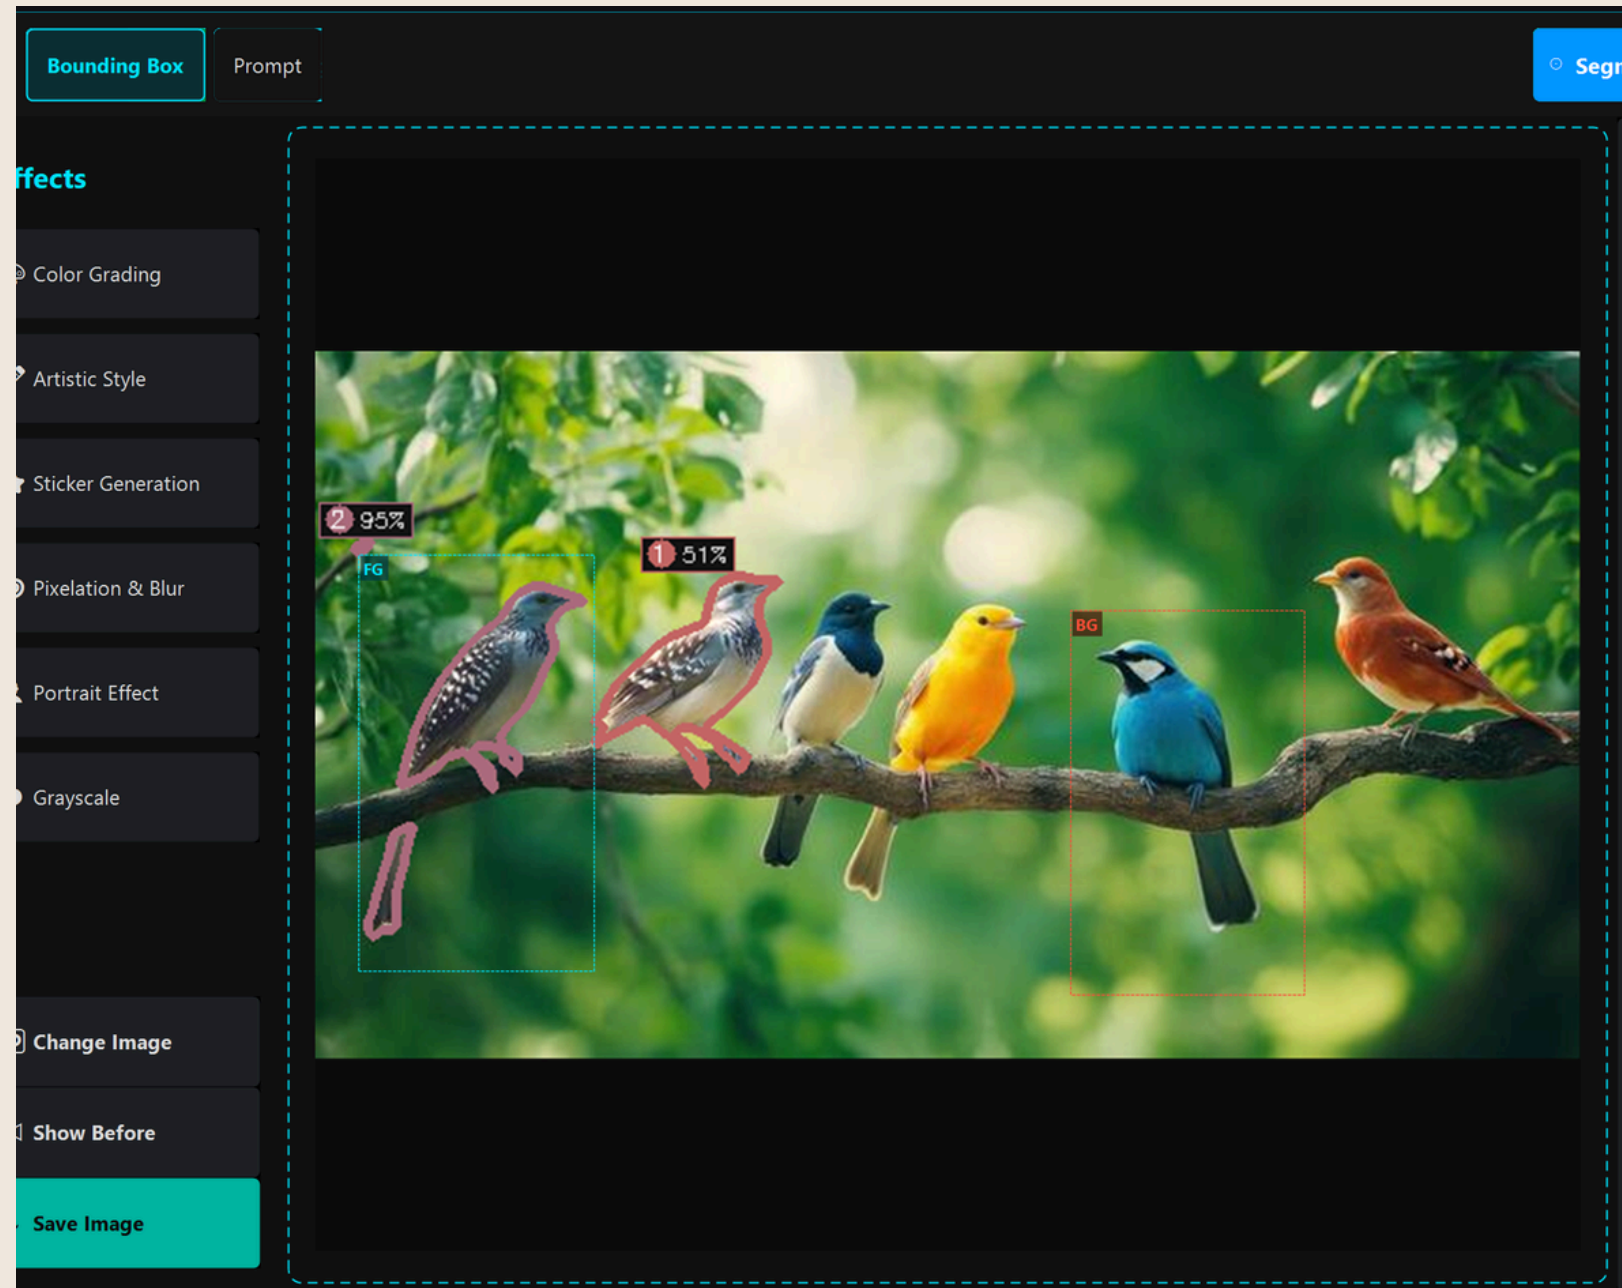 Bounding Box
Prompt
Segm
ffects
Color Grading
Artistic Style
Sticker Generation
Pixelation & Blur
Portrait Effect
Grayscale
Change Image
Show Before
Save Image
2 95%
FG
1 51%
BG